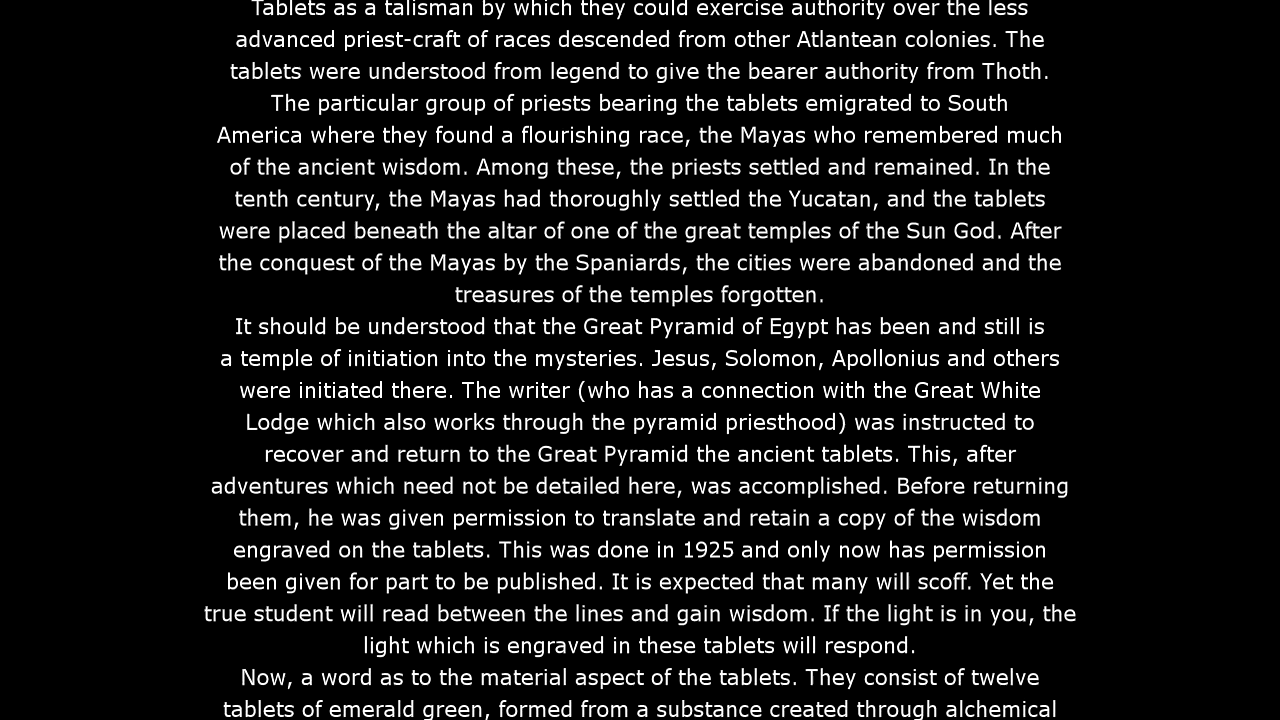 Tablets as a talisman by which they could exercise authority over the less
advanced priest-craft of races descended from other Atlantean colonies. The
tablets were understood from legend to give the bearer authority from Thoth.
The particular group of priests bearing the tablets emigrated to South
America where they found a flourishing race, the Mayas who remembered much
of the ancient wisdom. Among these, the priests settled and remained. In the
tenth century, the Mayas had thoroughly settled the Yucatan, and the tablets
were placed beneath the altar of one of the great temples of the Sun God. After
the conquest of the Mayas by the Spaniards, the cities were abandoned and the
treasures of the temples forgotten.
It should be understood that the Great Pyramid of Egypt has been and still is
a temple of initiation into the mysteries. Jesus, Solomon, Apollonius and others
were initiated there. The writer (who has a connection with the Great White
Lodge which also works through the pyramid priesthood) was instructed to
recover and return to the Great Pyramid the ancient tablets. This, after
adventures which need not be detailed here, was accomplished. Before returning
them, he was given permission to translate and retain a copy of the wisdom
engraved on the tablets. This was done in 1925 and only now has permission
been given for part to be published. It is expected that many will scoff. Yet the
true student will read between the lines and gain wisdom. If the light is in you, the
light which is engraved in these tablets will respond.
Now, a word as to the material aspect of the tablets. They consist of twelve
tablets of emerald green, formed from a substance created through alchemical